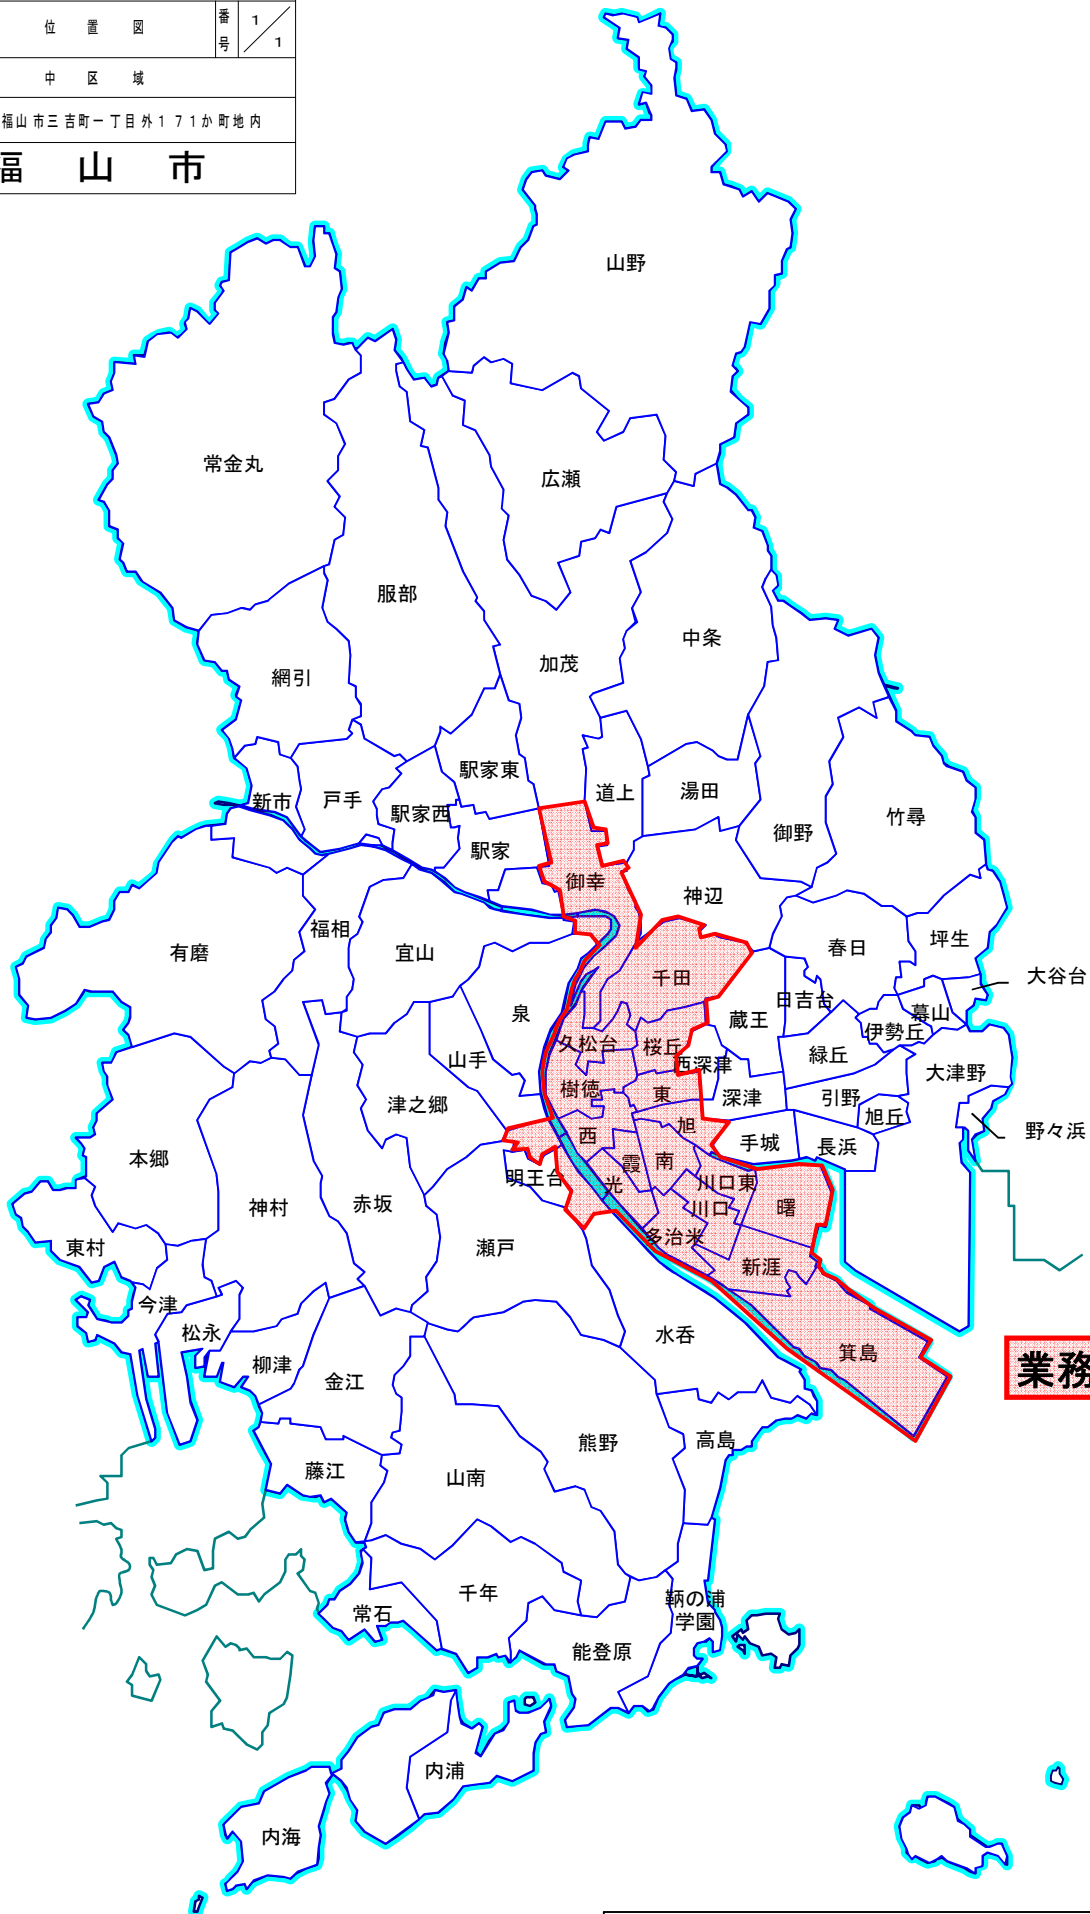 位置図
番号
1/1
中区域
福山市三吉町一丁目外171か町地内
福山市
山野
常金丸
広瀬
服部
中条
加茂
網引
駅家東
湯田
道上
新市
戸手
駅家西
竹尋
御野
駅家
御幸
神辺
福相
坪生
春日
有磨
宜山
大谷台
千田
日吉台
泉
幕山
蔵王
伊勢丘
久松台
桜丘
緑丘
山手
西深津
大津野
樹徳
東
深津
引野
津之郷
旭丘
旭
野々浜
西
手城
長浜
本郷
霞
南
明王台
光
川口東
赤坂
神村
川口
曙
多治米
東村
瀬戸
新涯
今津
松永
水呑
箕島
柳津
業務
金江
熊野
高島
藤江
山南
千年
鞆の浦
学園
常石
能登原
内浦
内海